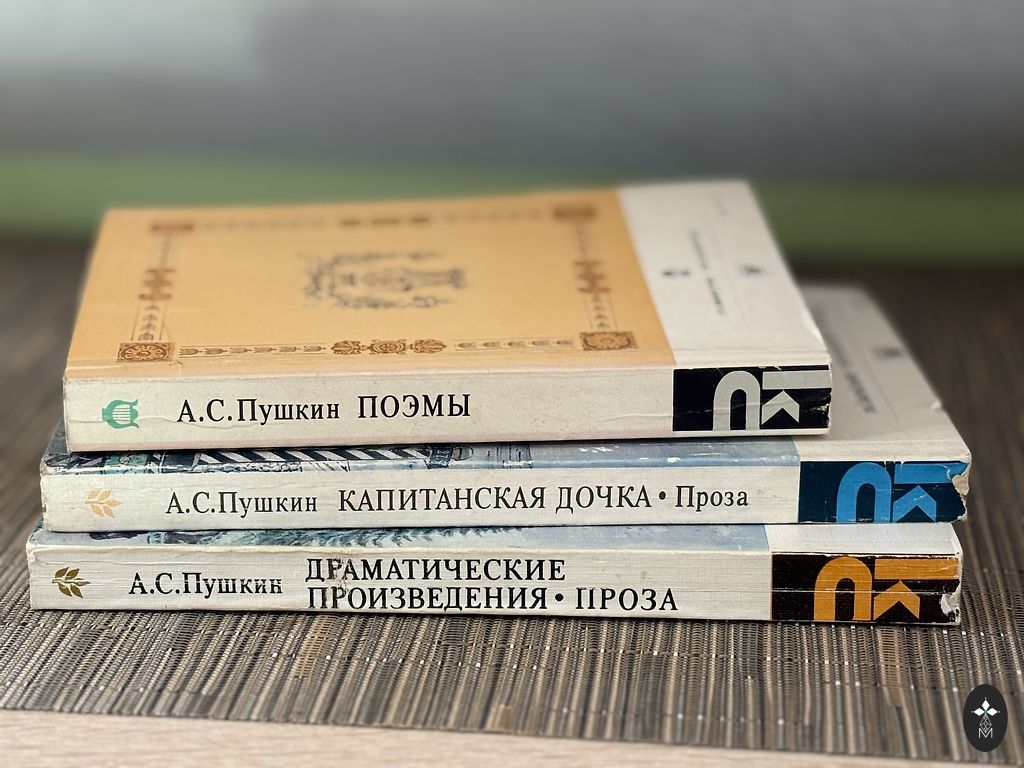 А.С.Пушкин ПОЭМЫ
А.С.Пушкин КАПИТАНСКАЯ ДОЧКА • Проза
А.С.Пушкин ДРАМАТИЧЕСКИЕ
ПРОИЗВЕДЕНИЯ • ПРОЗА